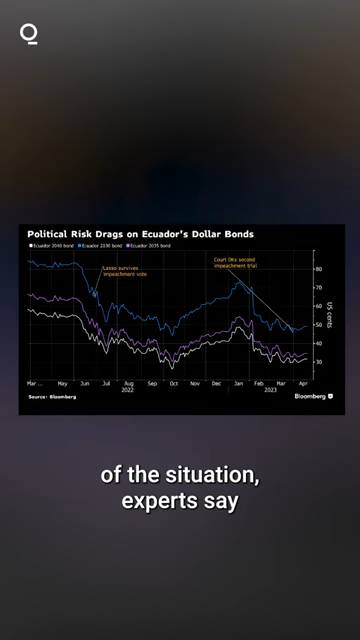 Political Risk Drags on Ecuador's Dollar Bonds
Ecuador 2040 bond Ecuador 2030 bond Ecuador 2035 bond
Lasso survives
impeachment vote
Court OKs second
impeachment trial
80
70
60
50
40
30
US cents
Mar ... May Jun Jul Aug Sep Oct Dec Jan Feb Mar Apr
2022 2023
Source: Bloomberg
Bloomberg
of the situation,
experts say